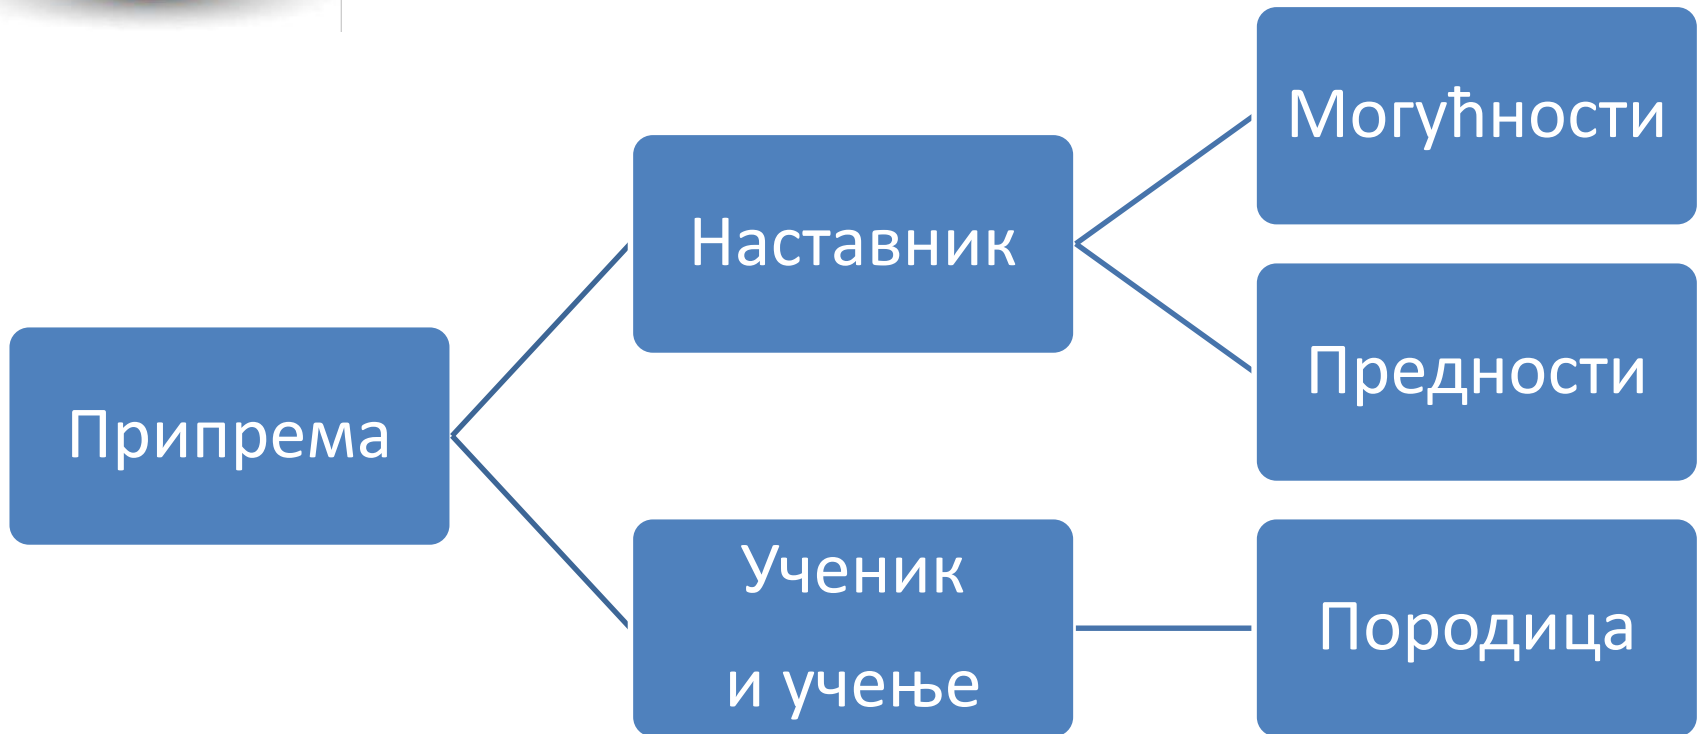 Припрема
Наставник
Могућности
Предности
Ученик
и учење
Породица